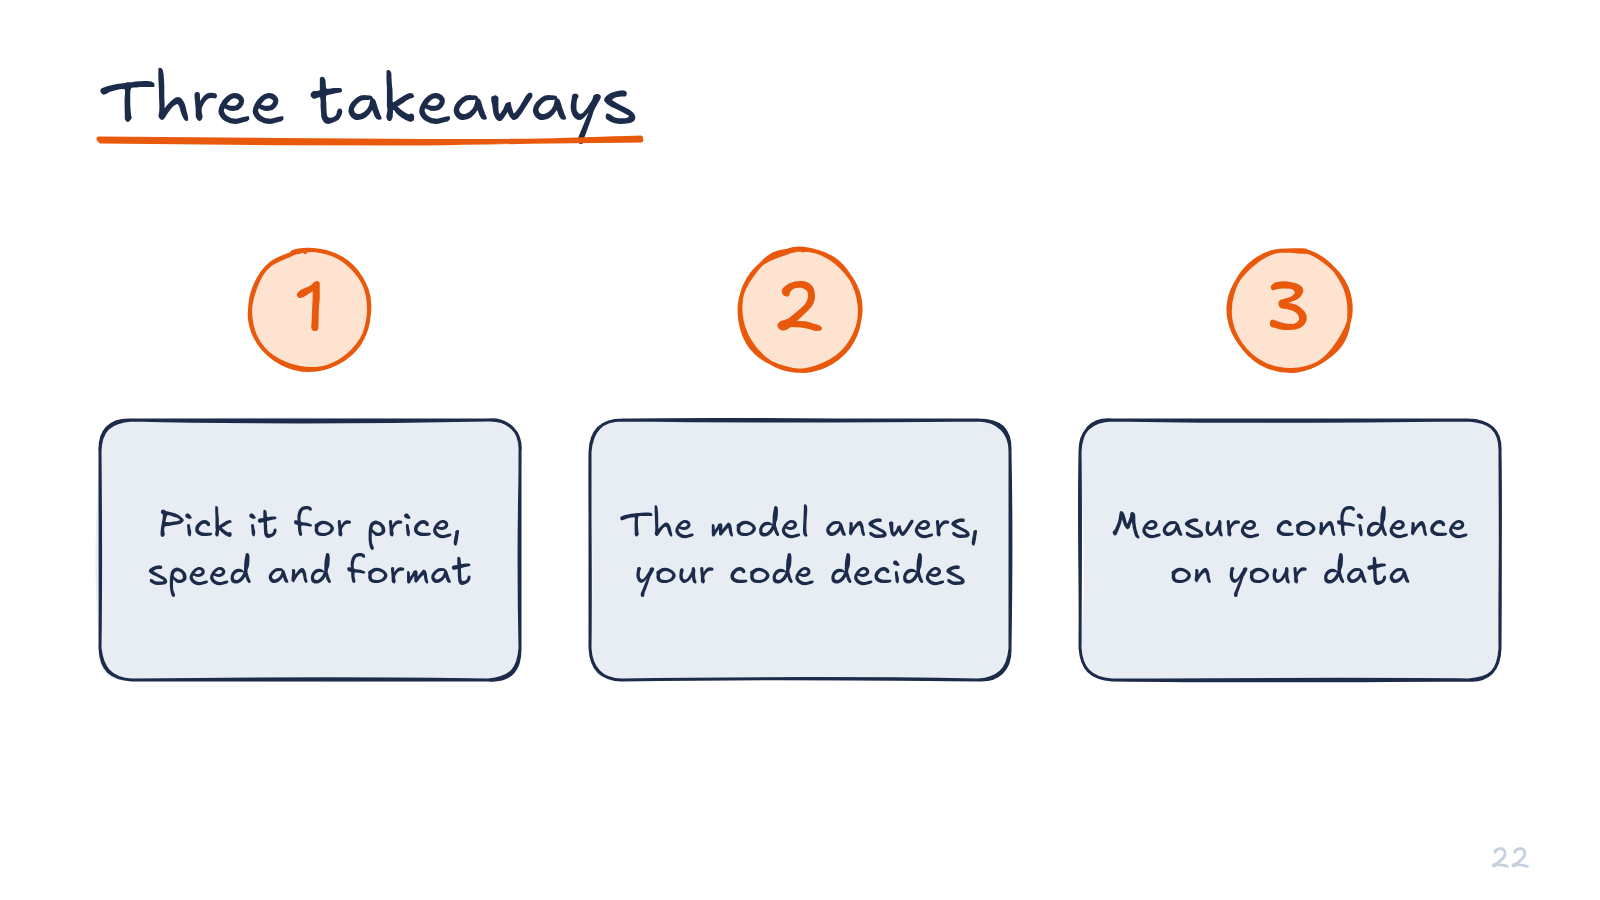 Three takeaways
1
2
3
Pick it for price,
speed and format
The model answers,
your code decides
Measure confidence
on your data
22